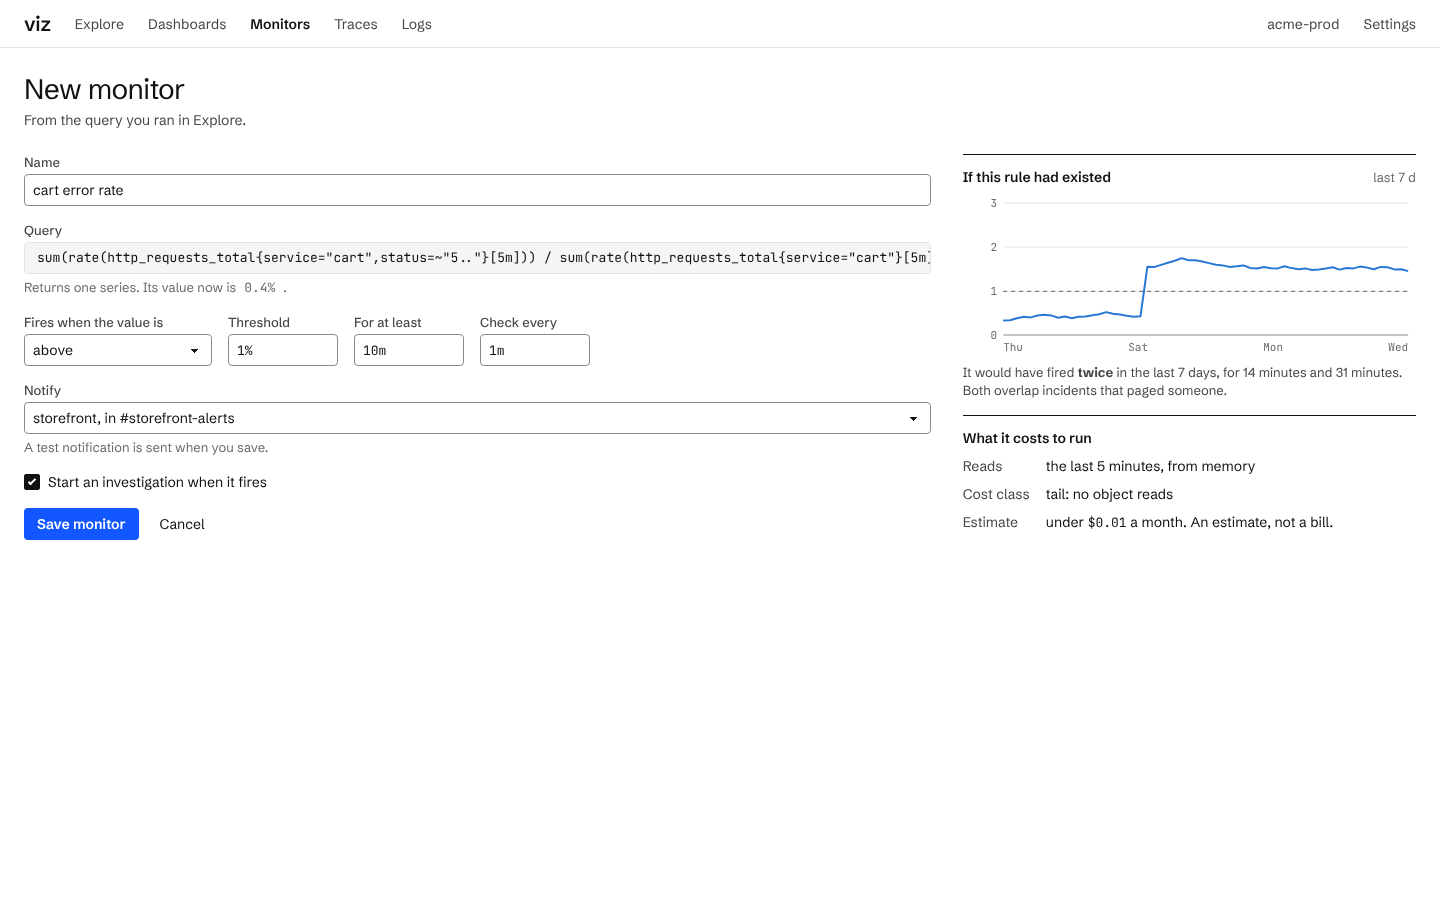 viz Explore Dashboards Monitors Traces Logs acme-prod Settings
New monitor
From the query you ran in Explore.
Name
cart error rate
Query
sum(rate(http_requests_total{service="cart",status=~"5.."}[5m])) / sum(rate(http_requests_total{service="cart"}[5m]
Returns one series. Its value now is 0.4% .
Fires when the value is Threshold For at least Check every
above 1% 10m 1m
Notify
storefront, in #storefront-alerts
A test notification is sent when you save.
Start an investigation when it fires
Save monitor Cancel
If this rule had existed last 7 d
3
2
1
0
Thu Sat Mon Wed
It would have fired twice in the last 7 days, for 14 minutes and 31 minutes.
Both overlap incidents that paged someone.
What it costs to run
Reads the last 5 minutes, from memory
Cost class tail: no object reads
Estimate under $0.01 a month. An estimate, not a bill.